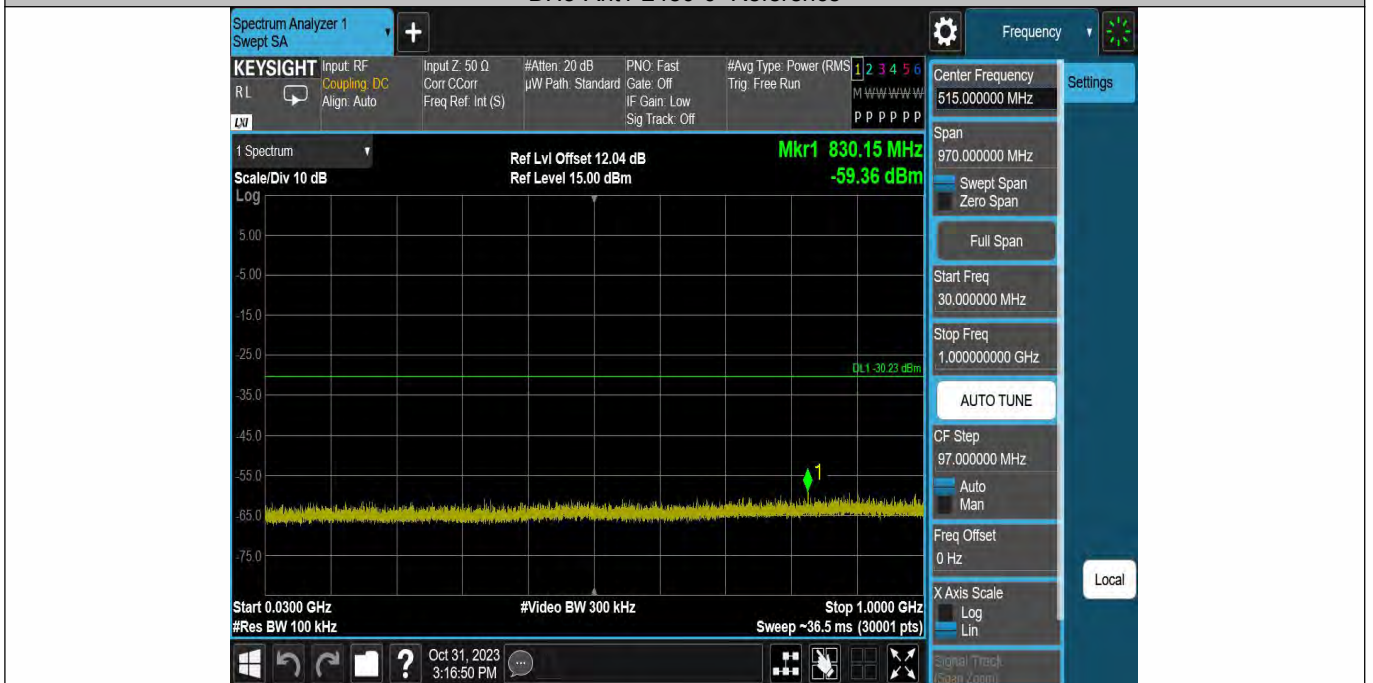 Spectrum Analyzer 1
Swept SA
+
Frequency
KEYSIGHT
RL
LXI
Input: RF
Coupling: DC
Align: Auto
Input Z: 50 Ω
Corr CCorr
Freq Ref: Int (S)
#Atten: 20 dB
µW Path: Standard
PNO: Fast
Gate: Off
IF Gain: Low
Sig Track: Off
#Avg Type: Power (RMS
Trig: Free Run
1 2 3 4 5 6
M W W W W W
P P P P P P
Center Frequency
515.000000 MHz
Settings
1 Spectrum
Scale/Div 10 dB
Ref Lvl Offset 12.04 dB
Ref Level 15.00 dBm
Mkr1 830.15 MHz
-59.36 dBm
Log
5.00
-5.00
-15.0
-25.0
-35.0
-45.0
-55.0
-65.0
-75.0
DL1 -30.23 dBm
1
Start 0.0300 GHz
#Res BW 100 kHz
#Video BW 300 kHz
Stop 1.0000 GHz
Sweep ~36.5 ms (30001 pts)
Span
970.000000 MHz
Swept Span
Zero Span
Full Span
Start Freq
30.000000 MHz
Stop Freq
1.000000000 GHz
AUTO TUNE
CF Step
97.000000 MHz
Auto
Man
Freq Offset
0 Hz
X Axis Scale
Log
Lin
Signal Track
(Span Zoom)
Local
?
Oct 31, 2023
3:16:50 PM